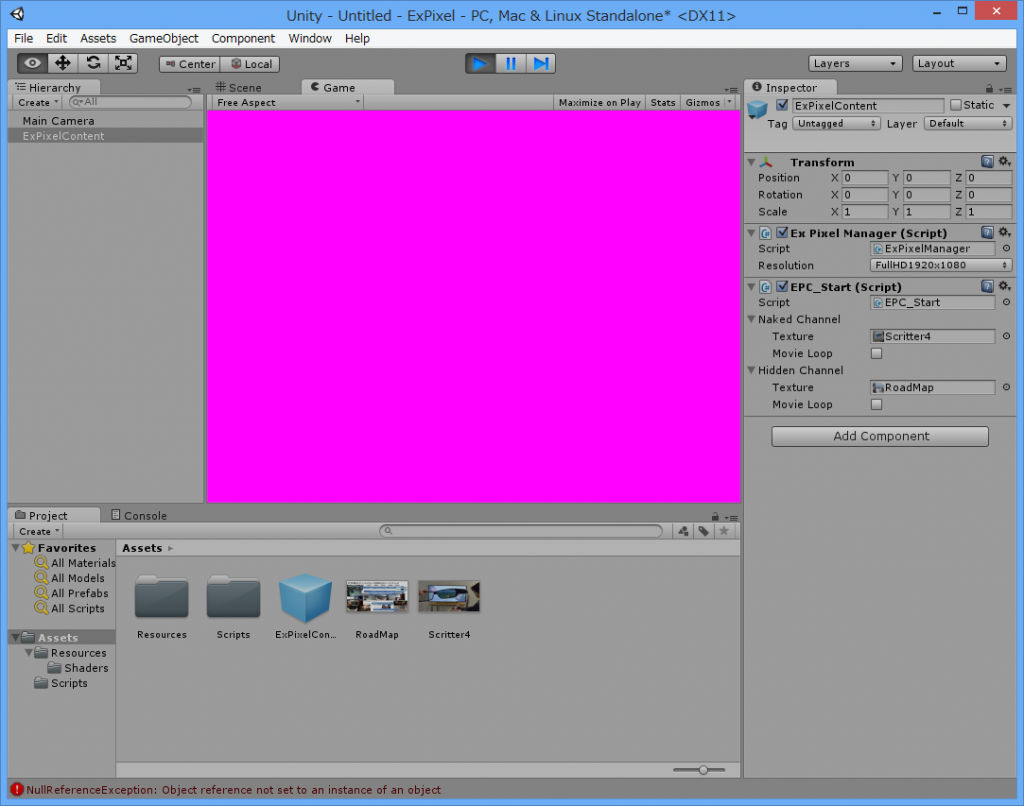 Unity - Untitled - ExPixel - PC, Mac & Linux Standalone* <DX11>
File Edit Assets GameObject Component Window Help
Center Local Layers Layout
Hierarchy
Create All
Main Camera
ExPixelContent
Scene Game
Free Aspect Maximize on Play Stats Gizmos
Inspector
ExPixelContent Static
Tag Untagged Layer Default
Transform
Position X 0 Y 0 Z 0
Rotation X 0 Y 0 Z 0
Scale X 1 Y 1 Z 1
Ex Pixel Manager (Script)
Script ExPixelManager
Resolution FullHD1920x1080
EPC_Start (Script)
Script EPC_Start
Naked Channel
Texture Scritter4
Movie Loop
Hidden Channel
Texture RoadMap
Movie Loop
Add Component
Project Console
Create
Favorites
All Materials
All Models
All Prefabs
All Scripts
Assets
Resources
Shaders
Scripts
Assets
Resources Scripts ExPixelCon... RoadMap Scritter4
NullReferenceException: Object reference not set to an instance of an object